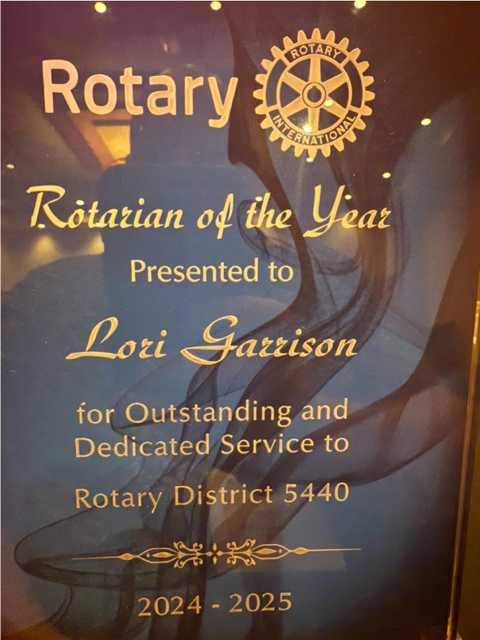 Rotary
ROTARY
INTERNATIONAL
Rotarian of the Year
Presented to
Lori Garrison
for Outstanding and
Dedicated Service to
Rotary District 5440
2024 - 2025